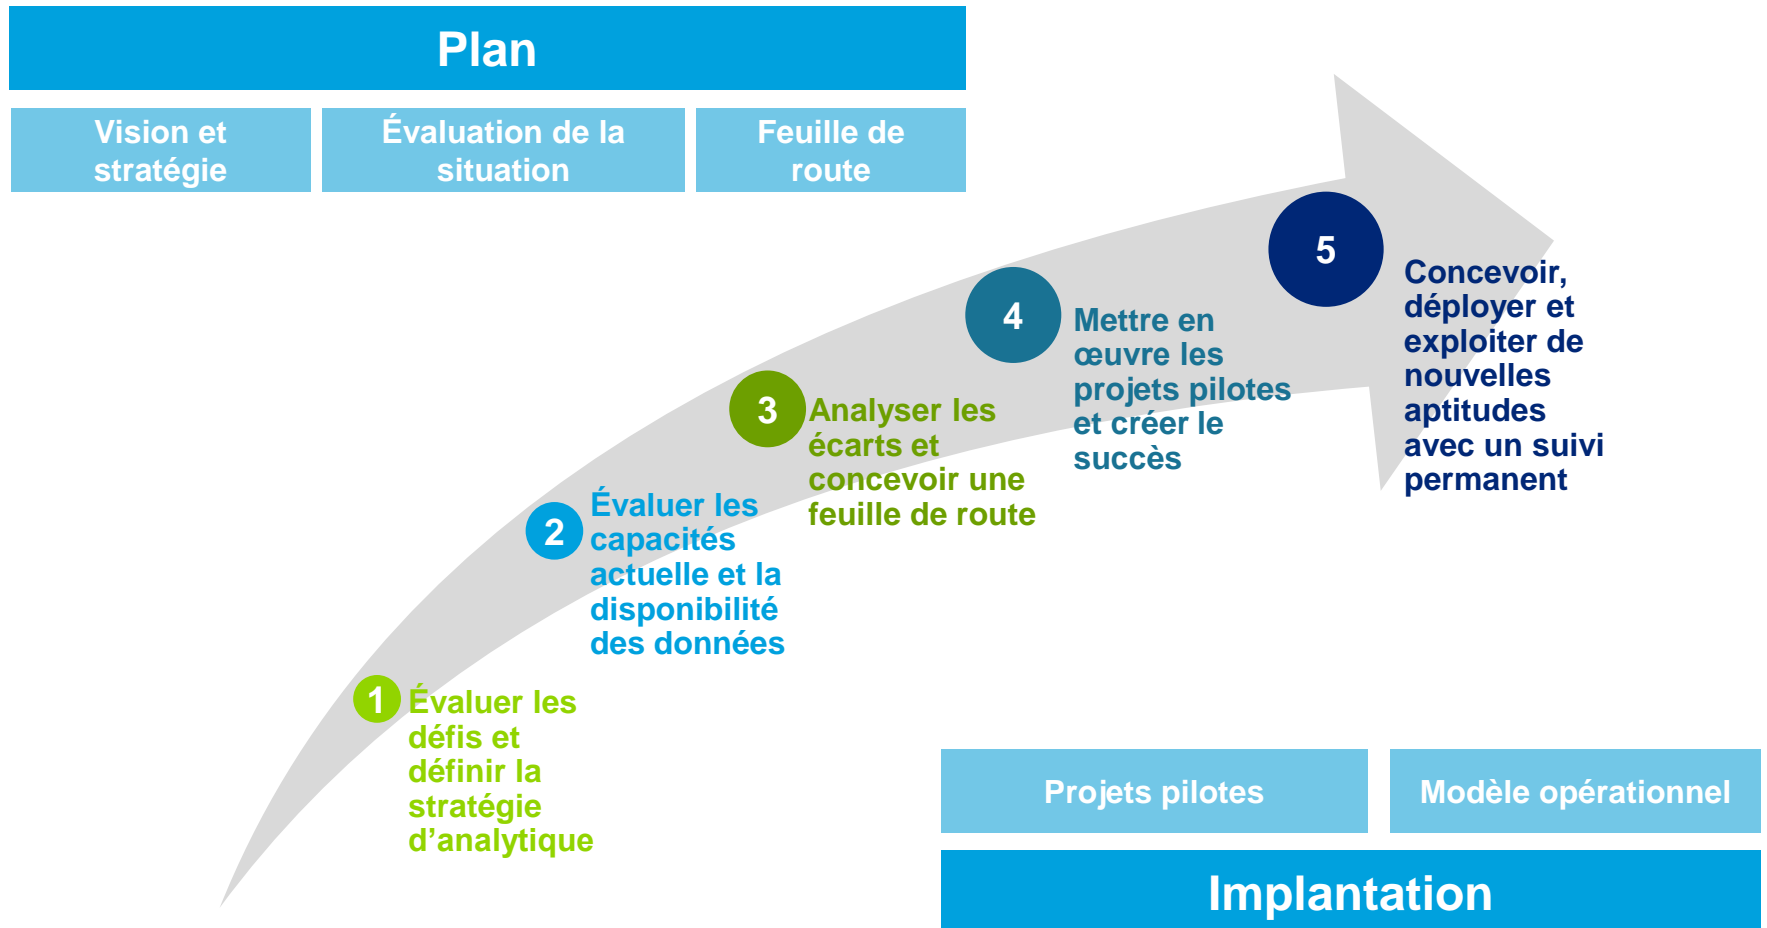 Plan
Vision et
stratégie
Évaluation de la
situation
Feuille de
route
1
Évaluer les
défis et
définir la
stratégie
d’analytique
2
Évaluer les
capacités
actuelle et la
disponibilité
des données
3
Analyser les
écarts et
concevoir une
feuille de route
4
Mettre en
œuvre les
projets pilotes
et créer le
succès
5
Concevoir,
déployer et
exploiter de
nouvelles
aptitudes
avec un suivi
permanent
Projets pilotes
Modèle opérationnel
Implantation